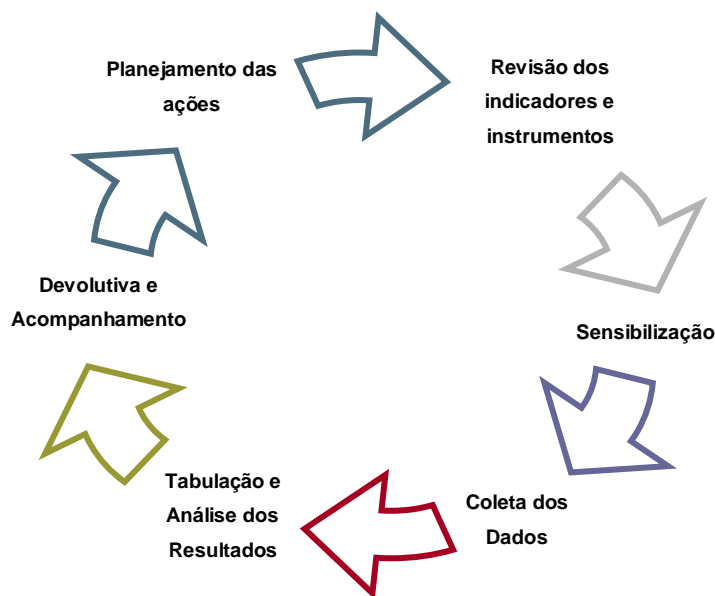 Planejamento das
ações
Revisão dos
indicadores e
instrumentos
Sensibilização
Coleta dos
Dados
Tabulação e
Análise dos
Resultados
Devolutiva e
Acompanhamento